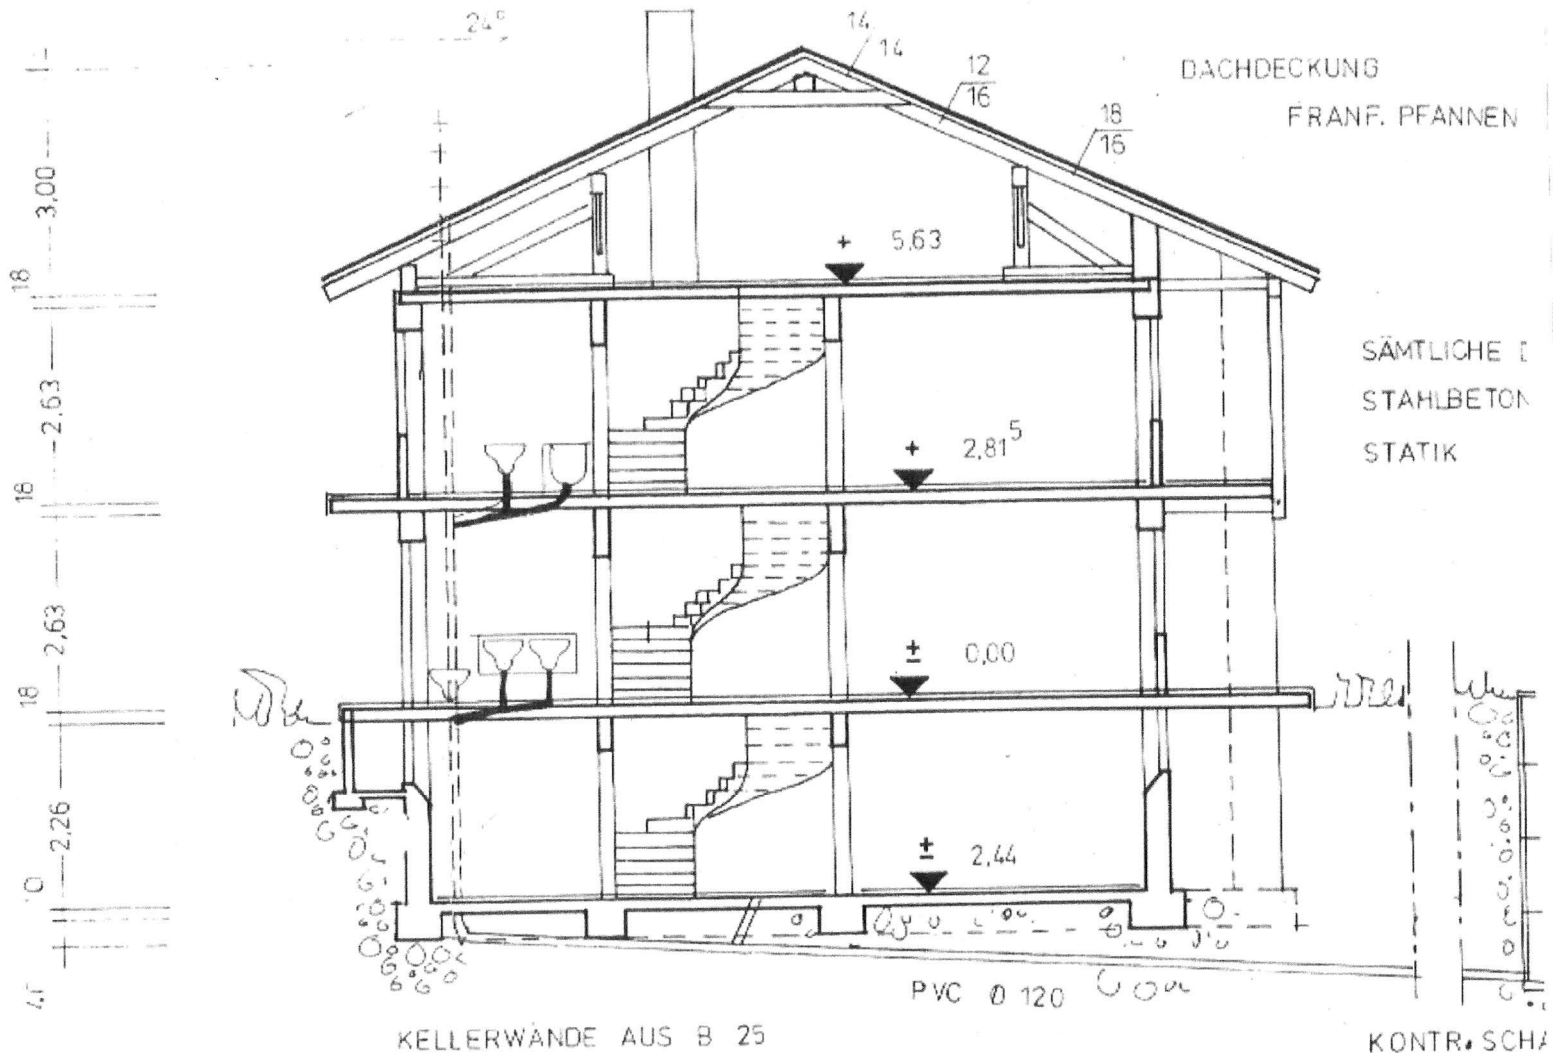 24°
14
14
12
16
18
16
DACHDECKUNG
FRANF. PFANNEN
3,00
18
+ 5,63
SÄMTLICHE
STAHLBETON
STATIK
2,63
+ 2,81⁵
18
2,63
± 0,00
18
2,26
± 2,44
PVC Ø 120
KELLERWÄNDE AUS B 25
KONTR. SCHA